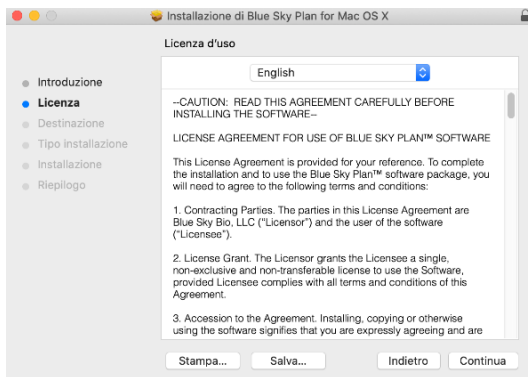 Installazione di Blue Sky Plan for Mac OS X
Licenza d'uso
English
Introduzione
Licenza
Destinazione
Tipo installazione
Installazione
Riepilogo
--CAUTION:  READ THIS AGREEMENT CAREFULLY BEFORE
INSTALLING THE SOFTWARE--
LICENSE AGREEMENT FOR USE OF BLUE SKY PLAN™ SOFTWARE
This License Agreement is provided for your reference. To complete
the installation and to use the Blue Sky Plan™ software package, you
will need to agree to the following terms and conditions:
1. Contracting Parties. The parties in this License Agreement are
Blue Sky Bio, LLC ("Licensor") and the user of the software
("Licensee").
2. License Grant. The Licensor grants the Licensee a single,
non-exclusive and non-transferable license to use the Software,
provided Licensee complies with all terms and conditions of this
Agreement.
3. Accession to the Agreement. Installing, copying or otherwise
using the software signifies that you are expressly agreeing and are
Stampa... Salva... Indietro Continua